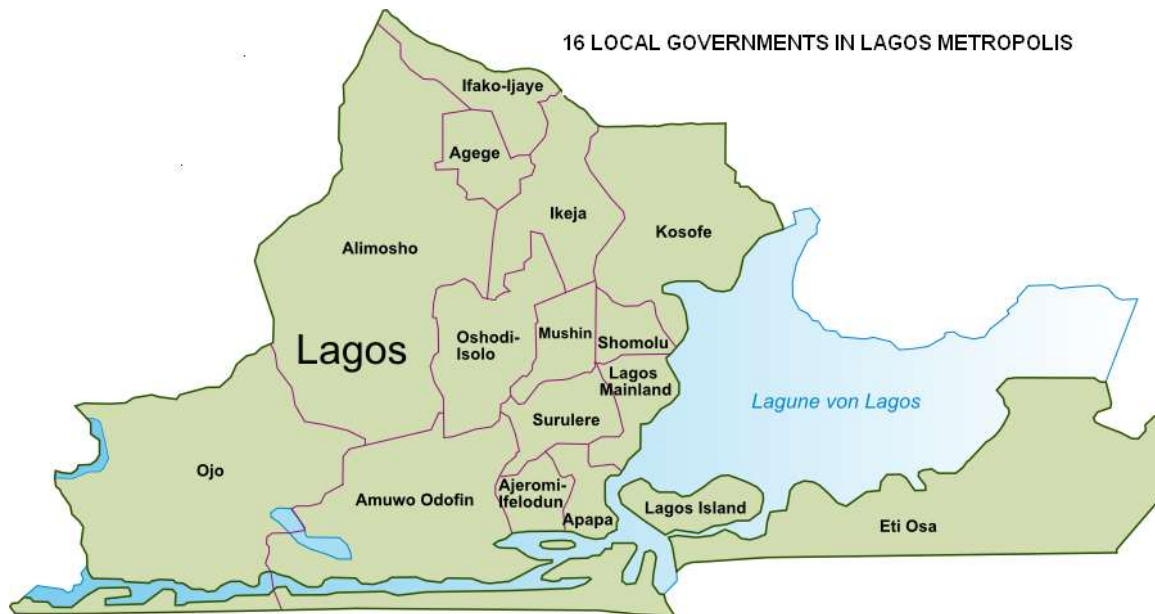 16 LOCAL GOVERNMENTS IN LAGOS METROPOLIS
Ifako-Ijaye
Agege
Ikeja
Kosofe
Alimosho
Oshodi-
Isolo
Mushin
Shomolu
Lagos
Lagos
Mainland
Lagune von Lagos
Surulere
Ojo
Amuwo Odofin
Ajeromi-
Ifelodun
Apapa
Lagos Island
Eti Osa